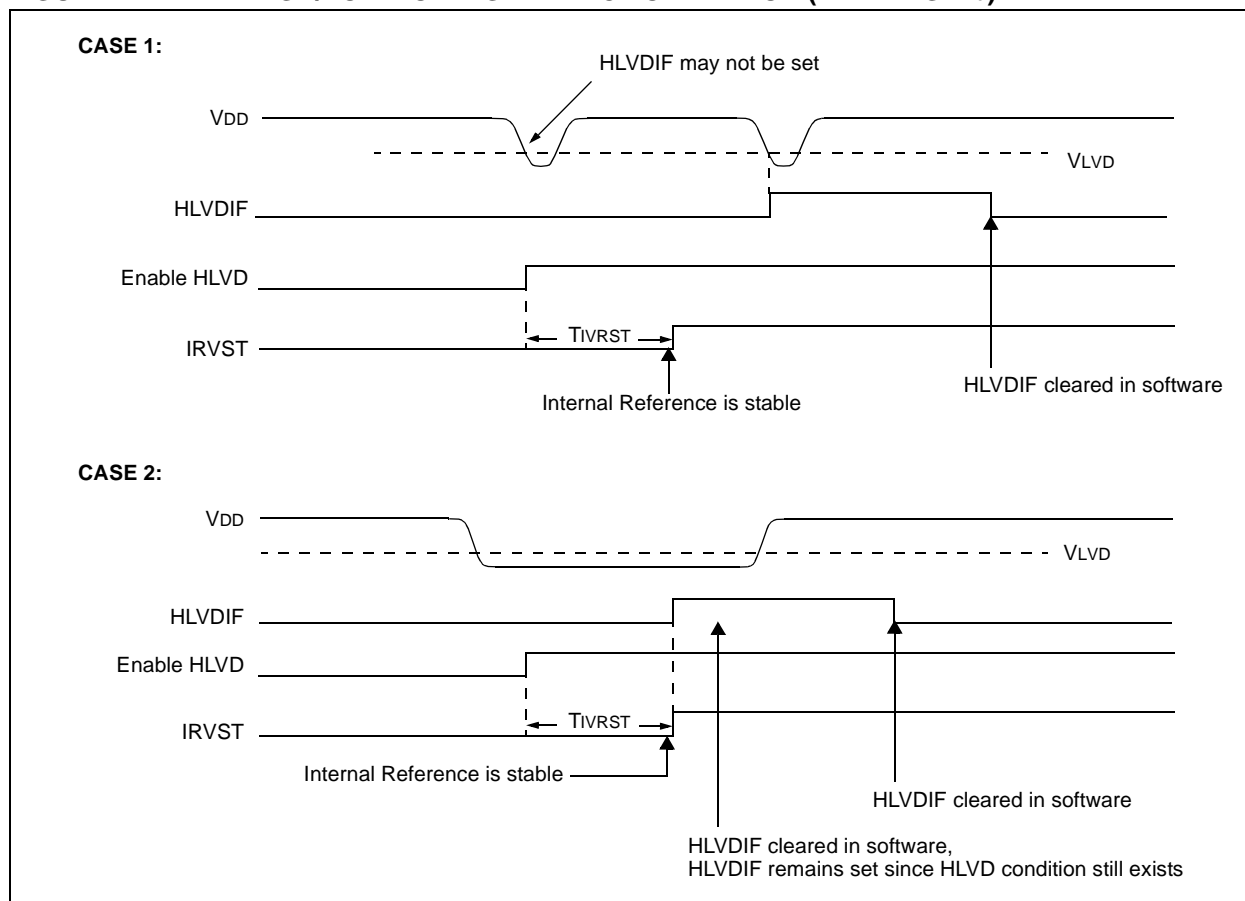 CASE 1:
HLVDIF may not be set
VDD
VLVD
HLVDIF
Enable HLVD
TIVRST
IRVST
HLVDIF cleared in software
Internal Reference is stable
CASE 2:
VDD
VLVD
HLVDIF
Enable HLVD
TIVRST
IRVST
Internal Reference is stable
HLVDIF cleared in software
HLVDIF cleared in software,
HLVDIF remains set since HLVD condition still exists